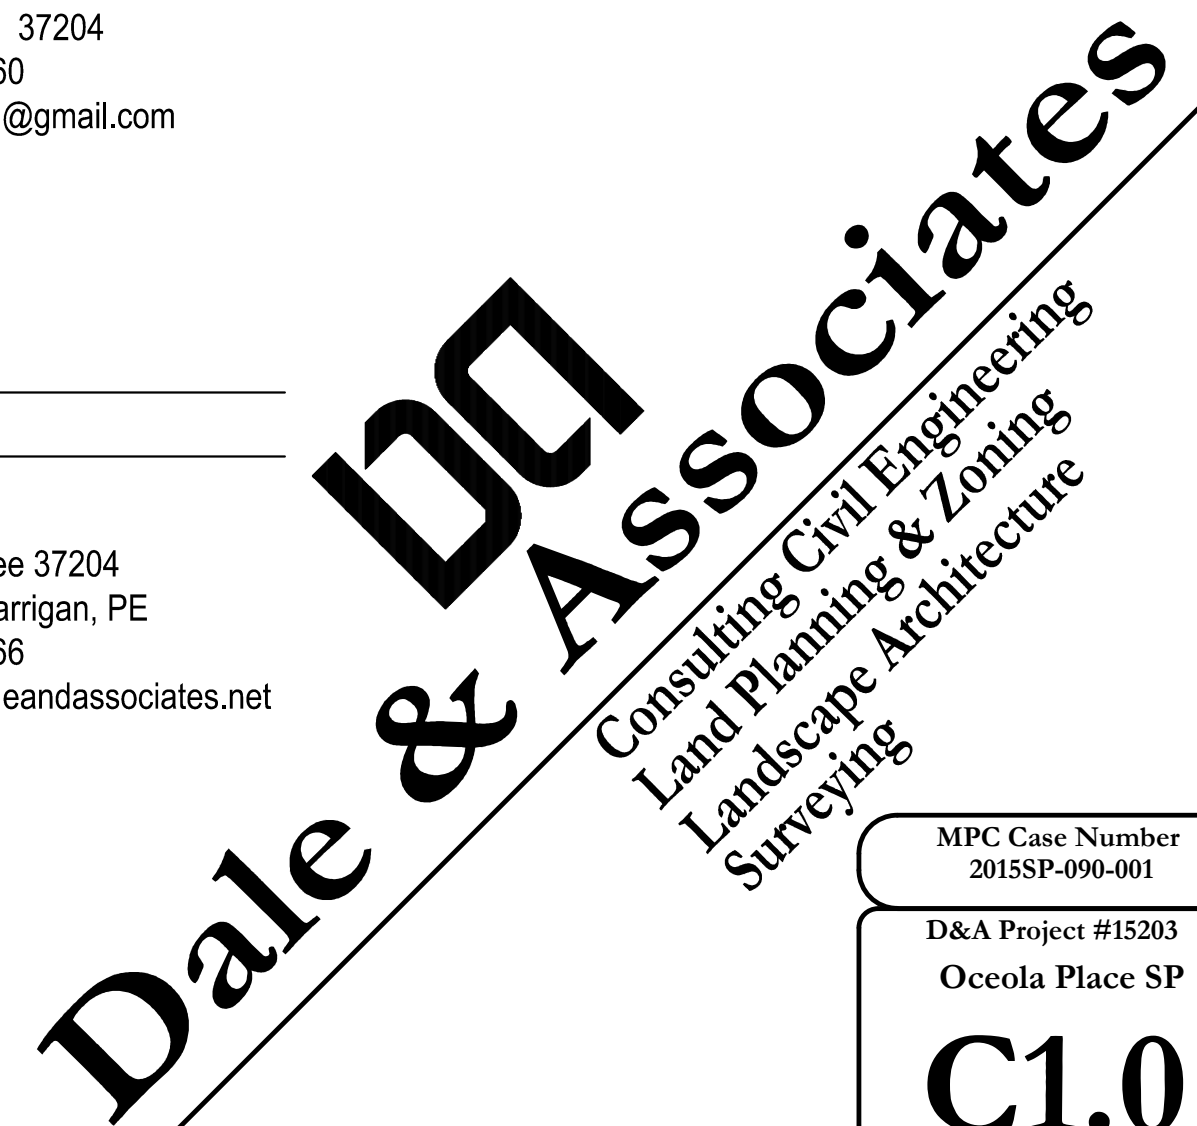 37204
60
@gmail.com
ee 37204
arrigan, PE
66
eandassociates.net
Dale & Associates
Consulting Civil Engineering
Land Planning & Zoning
Landscape Architecture
Surveying
MPC Case Number
2015SP-090-001
D&A Project #15203
Oceola Place SP
C1.0